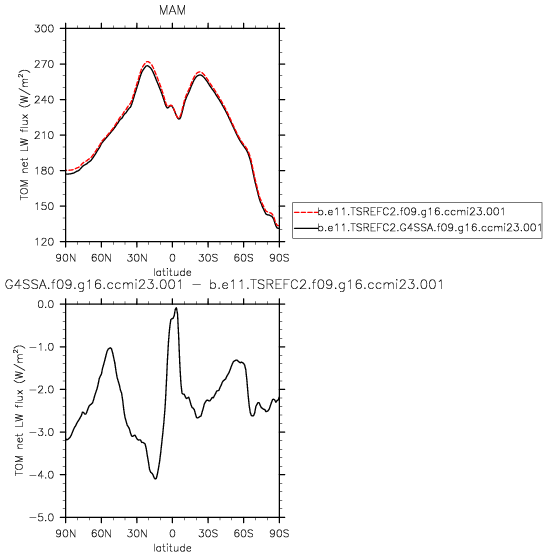 MAM
300
270
240
210
180
150
120
TOM net LW flux (W/m²)
90N 60N 30N 0 30S 60S 90S
latitude
b.e11.TSREFC2.f09.g16.ccmi23.001
b.e11.TSREFC2.G4SSA.f09.g16.ccmi23.001
G4SSA.f09.g16.ccmi23.001 − b.e11.TSREFC2.f09.g16.ccmi23.001
0.0
−1.0
−2.0
−3.0
−4.0
−5.0
TOM net LW flux (W/m²)
90N 60N 30N 0 30S 60S 90S
latitude